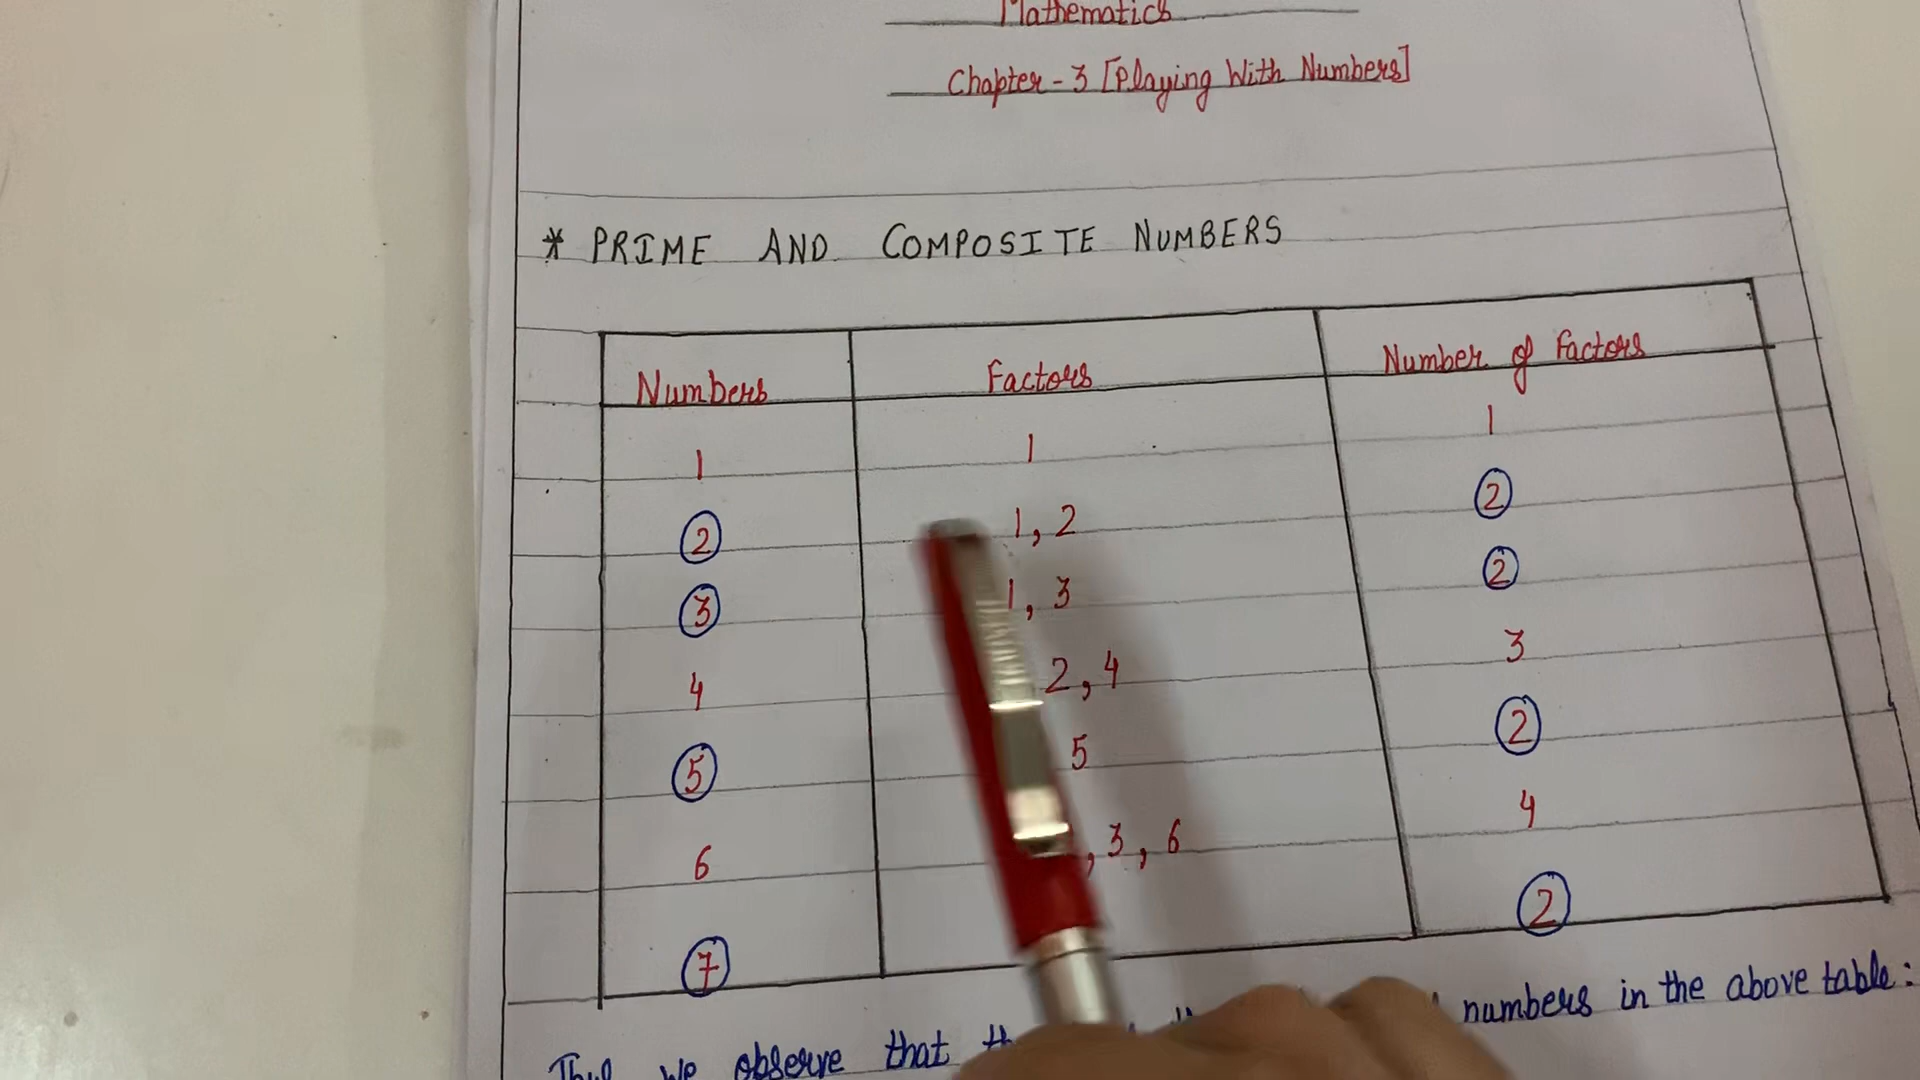 Mathematics
Chapter - 3 [Playing With Numbers]
* PRIME AND COMPOSITE NUMBERS
Numbers Factors Number of Factors
1 1 1
2 1, 2 2
3 1, 3 2
4 2, 4 3
5 5 2
6 , 3, 6 4
7 2
Thus we observe that numbers in the above table: